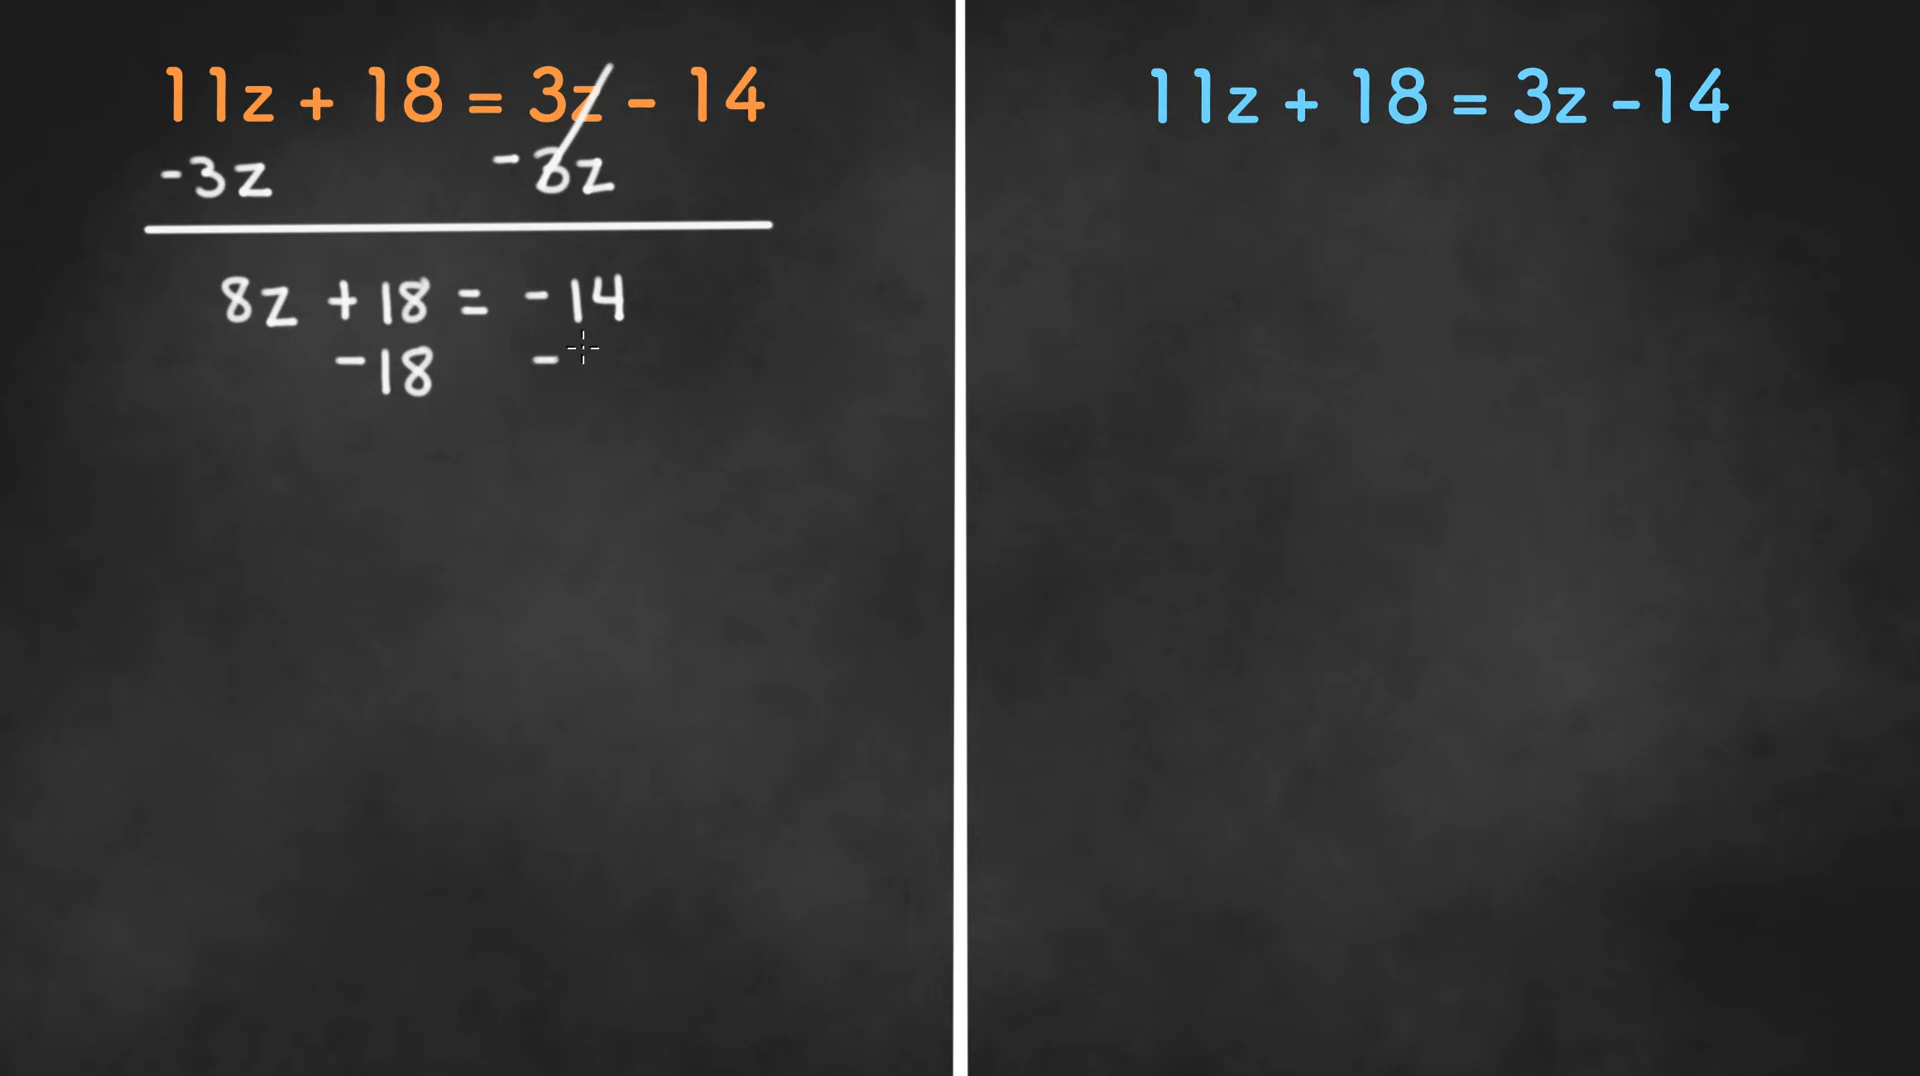 11z + 18 = 3z - 14
-3z -3z
8z + 18 = -14
-18 -
11z + 18 = 3z -14